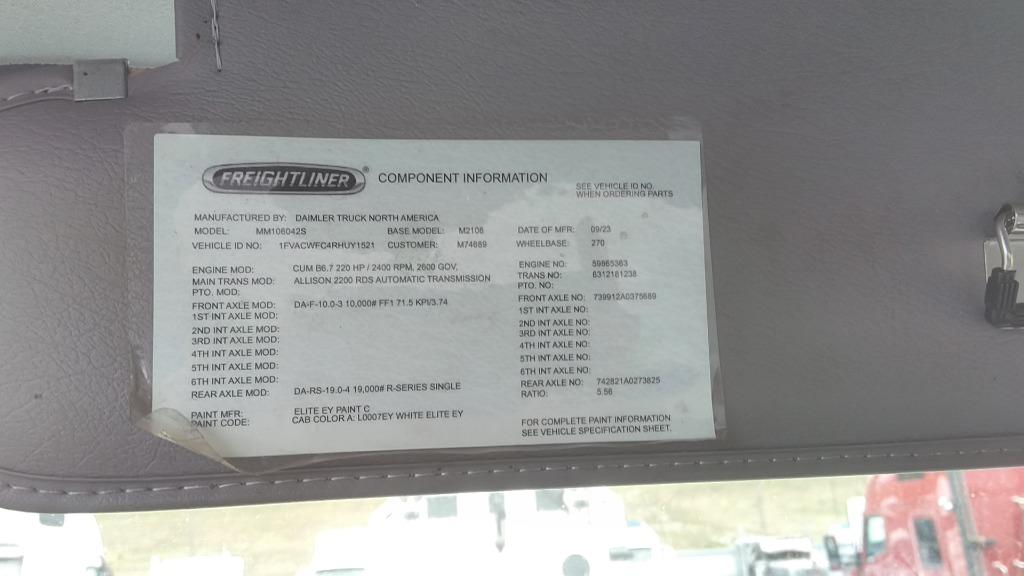 FREIGHTLINER ® COMPONENT INFORMATION
SEE VEHICLE ID NO.
WHEN ORDERING PARTS
MANUFACTURED BY: DAIMLER TRUCK NORTH AMERICA
MODEL: MM106042S BASE MODEL: M2106 DATE OF MFR: 09/23
VEHICLE ID NO: 1FVACWFC4RHUY1521 CUSTOMER: M74889 WHEELBASE: 270
ENGINE MOD: CUM B6.7 220 HP / 2400 RPM, 2600 GOV, ENGINE NO: 59865363
MAIN TRANS MOD: ALLISON 2200 RDS AUTOMATIC TRANSMISSION TRANS NO: 6312181238
PTO. MOD: PTO. NO:
FRONT AXLE MOD: DA-F-10.0-3 10,000# FF1 71.5 KPI/3.74 FRONT AXLE NO: 739912A0375689
1ST INT AXLE MOD: 1ST INT AXLE NO:
2ND INT AXLE MOD: 2ND INT AXLE NO:
3RD INT AXLE MOD: 3RD INT AXLE NO:
4TH INT AXLE MOD: 4TH INT AXLE NO:
5TH INT AXLE MOD: 5TH INT AXLE NO:
6TH INT AXLE MOD: 6TH INT AXLE NO:
REAR AXLE MOD: DA-RS-19.0-4 19,000# R-SERIES SINGLE REAR AXLE NO: 742821A0273825
RATIO: 5.56
PAINT MFR: ELITE EY PAINT C
PAINT CODE: CAB COLOR A: L0007EY WHITE ELITE EY
FOR COMPLETE PAINT INFORMATION
SEE VEHICLE SPECIFICATION SHEET.